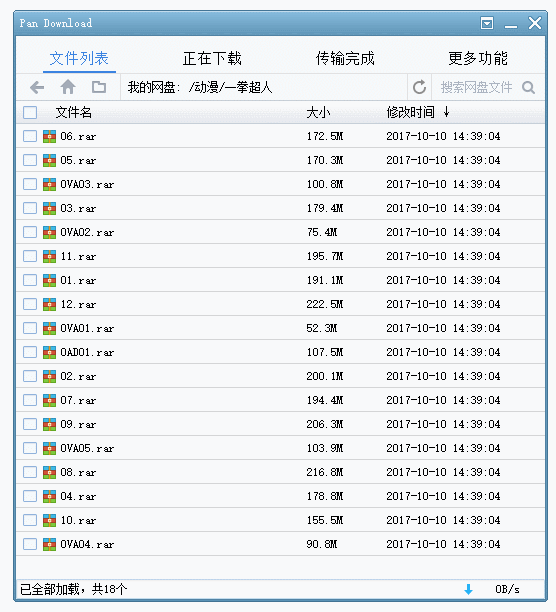 Pan Download
文件列表 正在下载 传输完成 更多功能
我的网盘: /动漫/一拳超人 搜索网盘文件
文件名 大小 修改时间 ↓
06.rar 172.5M 2017-10-10 14:39:04
05.rar 170.3M 2017-10-10 14:39:04
OVA03.rar 100.8M 2017-10-10 14:39:04
03.rar 179.4M 2017-10-10 14:39:04
OVA02.rar 75.4M 2017-10-10 14:39:04
11.rar 195.7M 2017-10-10 14:39:04
01.rar 191.1M 2017-10-10 14:39:04
12.rar 222.5M 2017-10-10 14:39:04
OVA01.rar 52.3M 2017-10-10 14:39:04
OAD01.rar 107.5M 2017-10-10 14:39:04
02.rar 200.1M 2017-10-10 14:39:04
07.rar 194.4M 2017-10-10 14:39:04
09.rar 206.3M 2017-10-10 14:39:04
OVA05.rar 103.9M 2017-10-10 14:39:04
08.rar 216.8M 2017-10-10 14:39:04
04.rar 178.8M 2017-10-10 14:39:04
10.rar 155.5M 2017-10-10 14:39:04
OVA04.rar 90.8M 2017-10-10 14:39:04
已全部加载，共18个 0B/s